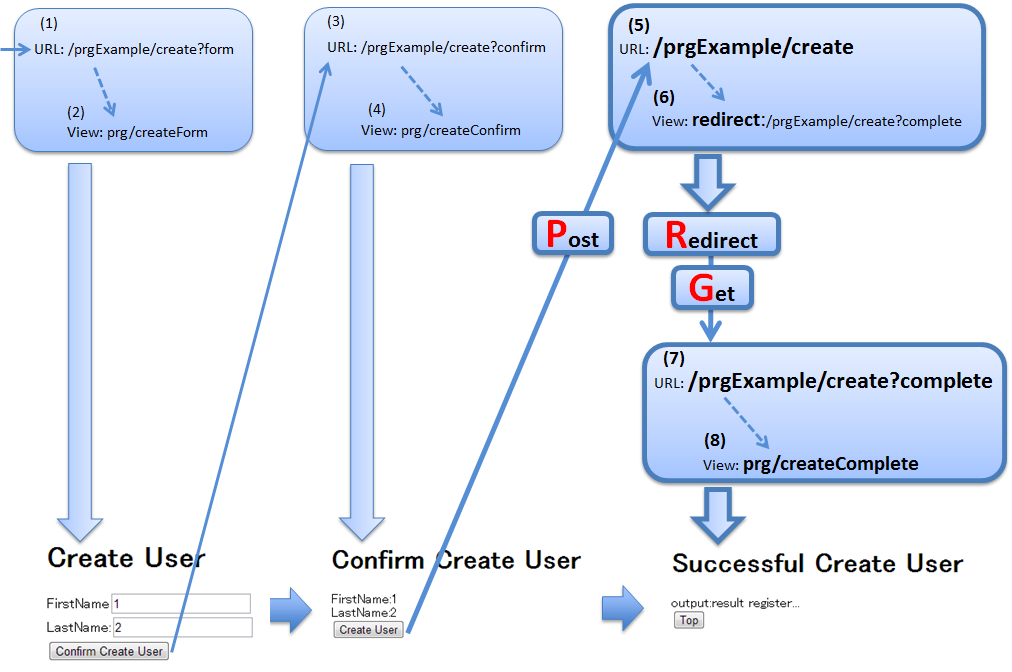 (1)
URL: /prgExample/create?form
(2)
View: prg/createForm
(3)
URL: /prgExample/create?confirm
(4)
View: prg/createConfirm
(5)
URL: /prgExample/create
(6)
View: redirect:/prgExample/create?complete
Post
Redirect
Get
(7)
URL: /prgExample/create?complete
(8)
View: prg/createComplete
Create User
FirstName 1
LastName: 2
Confirm Create User
Confirm Create User
FirstName:1
LastName:2
Create User
Successful Create User
output:result register...
Top